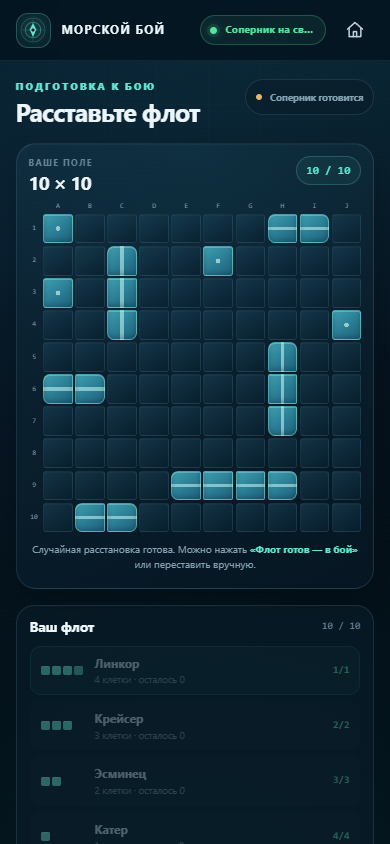 МОРСКОЙ БОЙ
Соперник на св...
ПОДГОТОВКА К БОЮ
Расставьте флот
Соперник готовится
ВАШЕ ПОЛЕ
10 × 10
10 / 10
A B C D E F G H I J
1
2
3
4
5
6
7
8
9
10
Случайная расстановка готова. Можно нажать «Флот готов — в бой»
или переставить вручную.
Ваш флот
10 / 10
Линкор
4 клетки · осталось 0
1/1
Крейсер
3 клетки · осталось 0
2/2
Эсминец
2 клетки · осталось 0
3/3
Катер
4/4